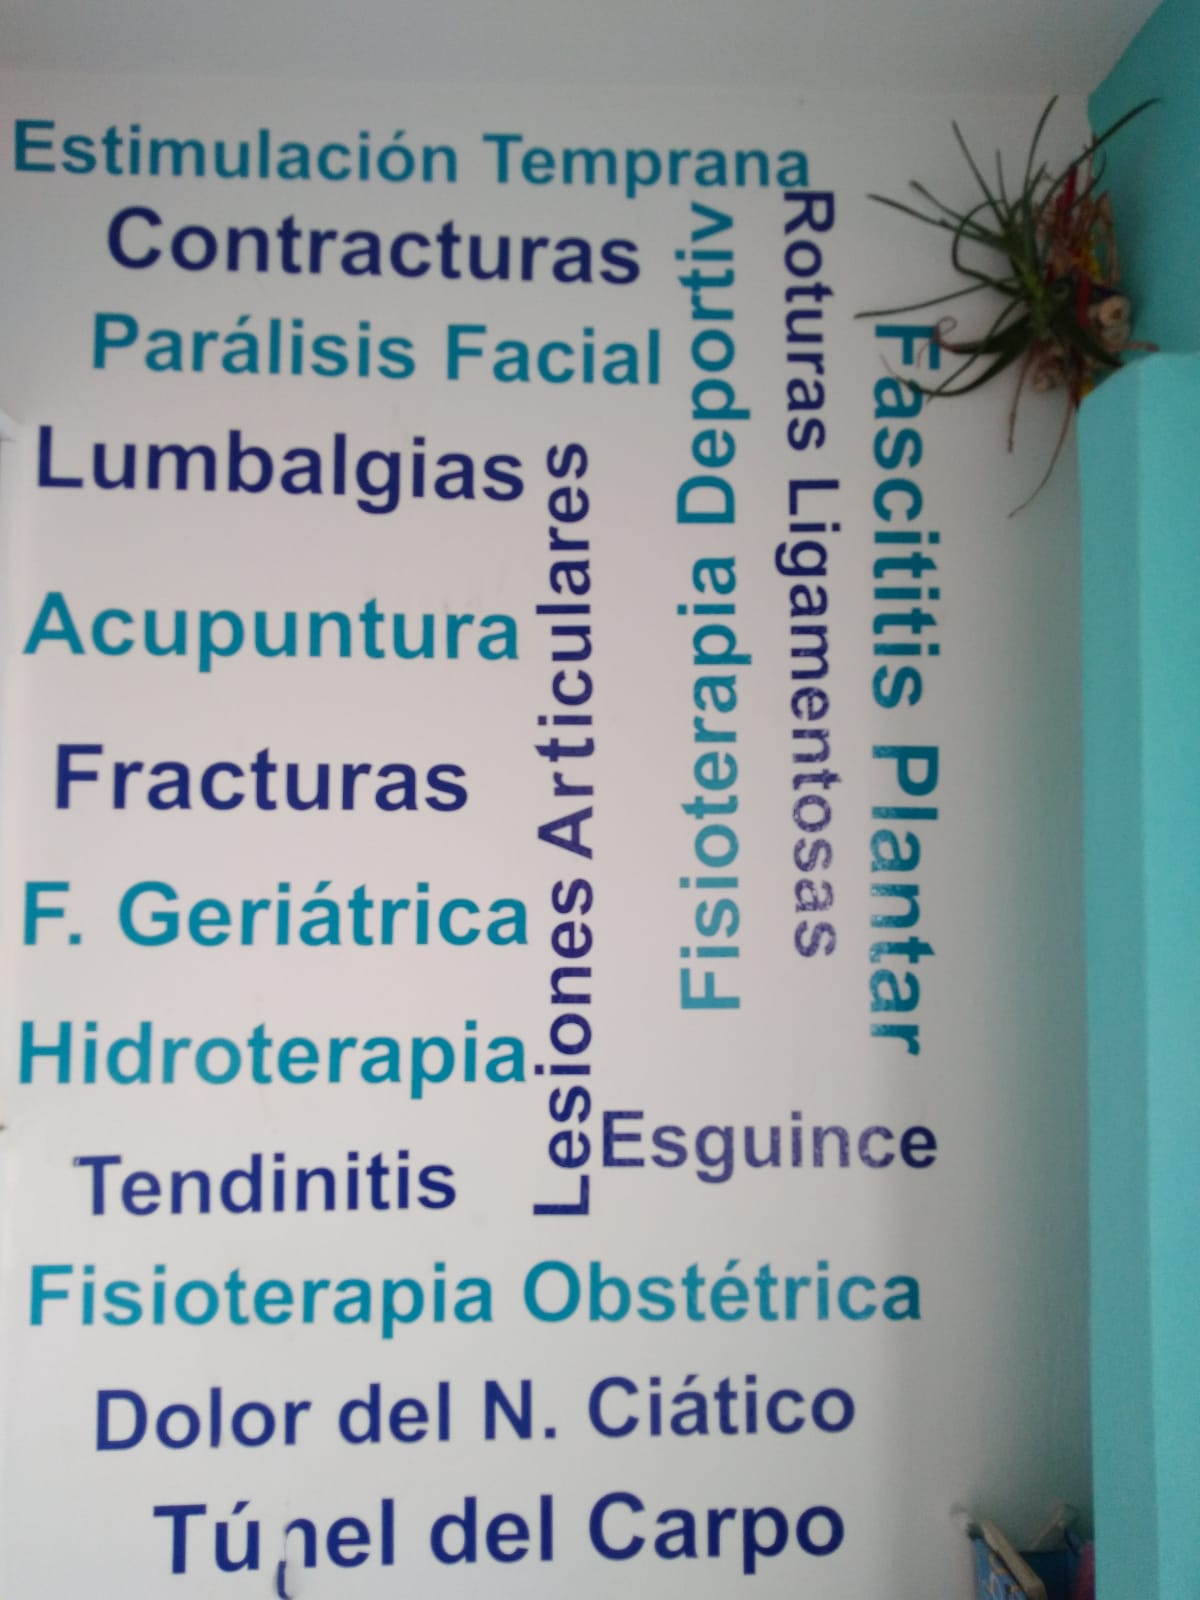 Estimulación Temprana
Contracturas
Parálisis Facial
Lumbalgias
Acupuntura
Fracturas
F. Geriátrica
Hidroterapia
Tendinitis
Lesiones Articulares
Fisioterapia Deportiv
Roturas Ligamentosas
Fascititis Plantar
Esguince
Fisioterapia Obstétrica
Dolor del N. Ciático
Túnel del Carpo